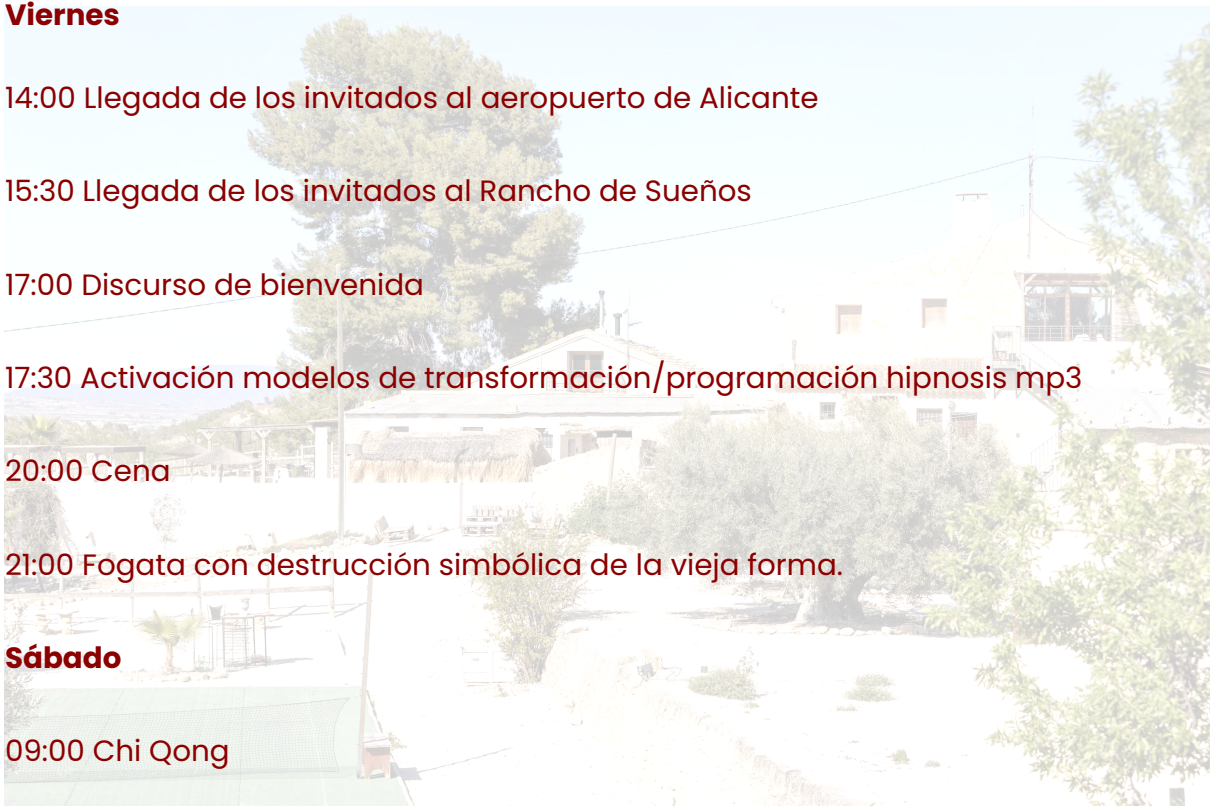 Viernes
14:00 Llegada de los invitados al aeropuerto de Alicante
15:30 Llegada de los invitados al Rancho de Sueños
17:00 Discurso de bienvenida
17:30 Activación modelos de transformación/programación hipnosis mp3
20:00 Cena
21:00 Fogata con destrucción simbólica de la vieja forma.
Sábado
09:00 Chi Qong